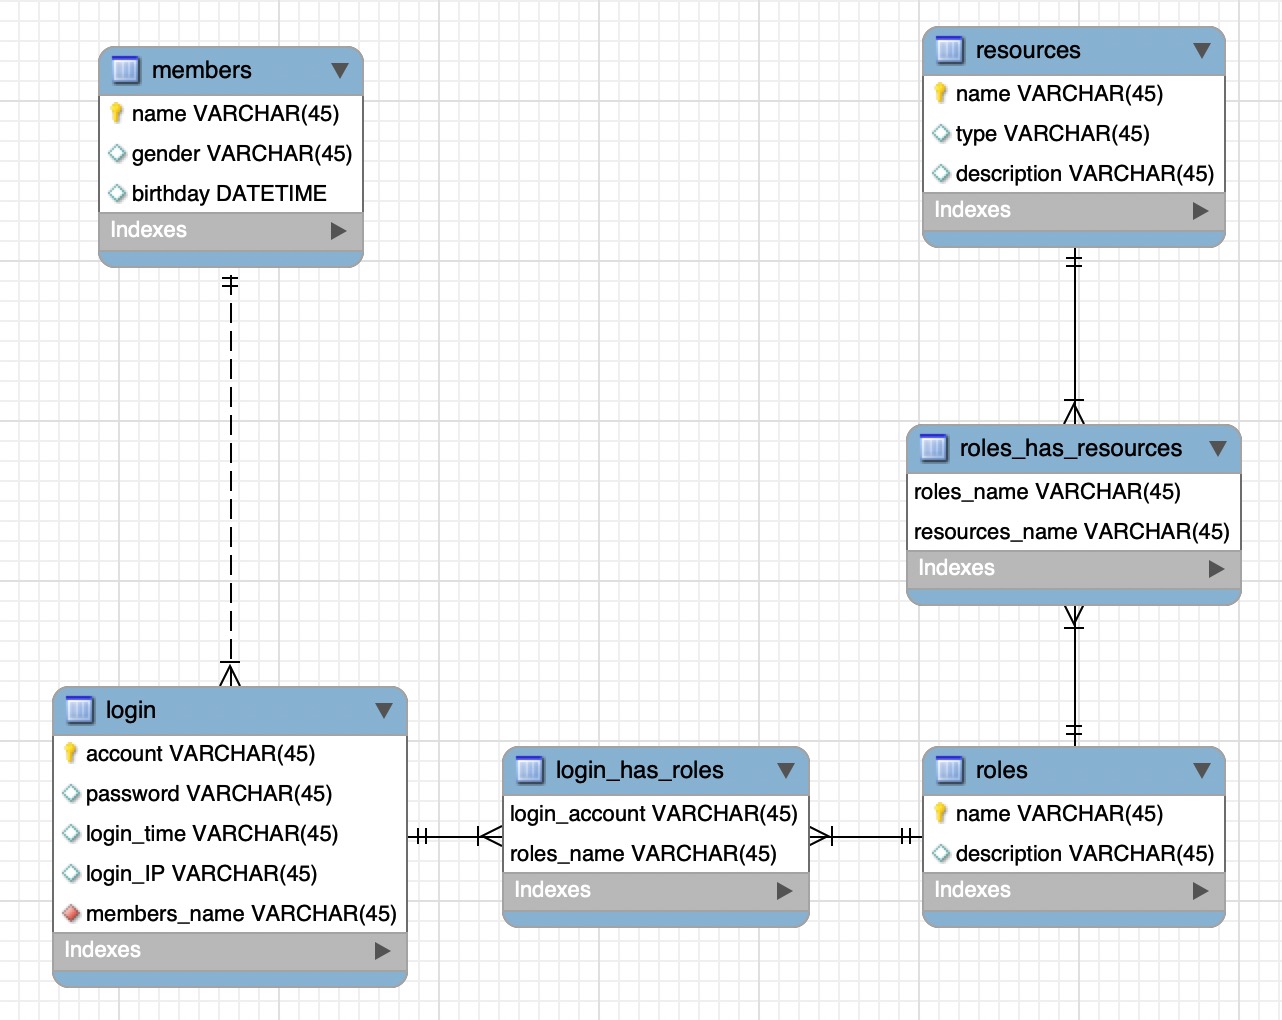 members
name VARCHAR(45)
gender VARCHAR(45)
birthday DATETIME
Indexes
resources
name VARCHAR(45)
type VARCHAR(45)
description VARCHAR(45)
Indexes
roles_has_resources
roles_name VARCHAR(45)
resources_name VARCHAR(45)
Indexes
login
account VARCHAR(45)
password VARCHAR(45)
login_time VARCHAR(45)
login_IP VARCHAR(45)
members_name VARCHAR(45)
Indexes
login_has_roles
login_account VARCHAR(45)
roles_name VARCHAR(45)
Indexes
roles
name VARCHAR(45)
description VARCHAR(45)
Indexes